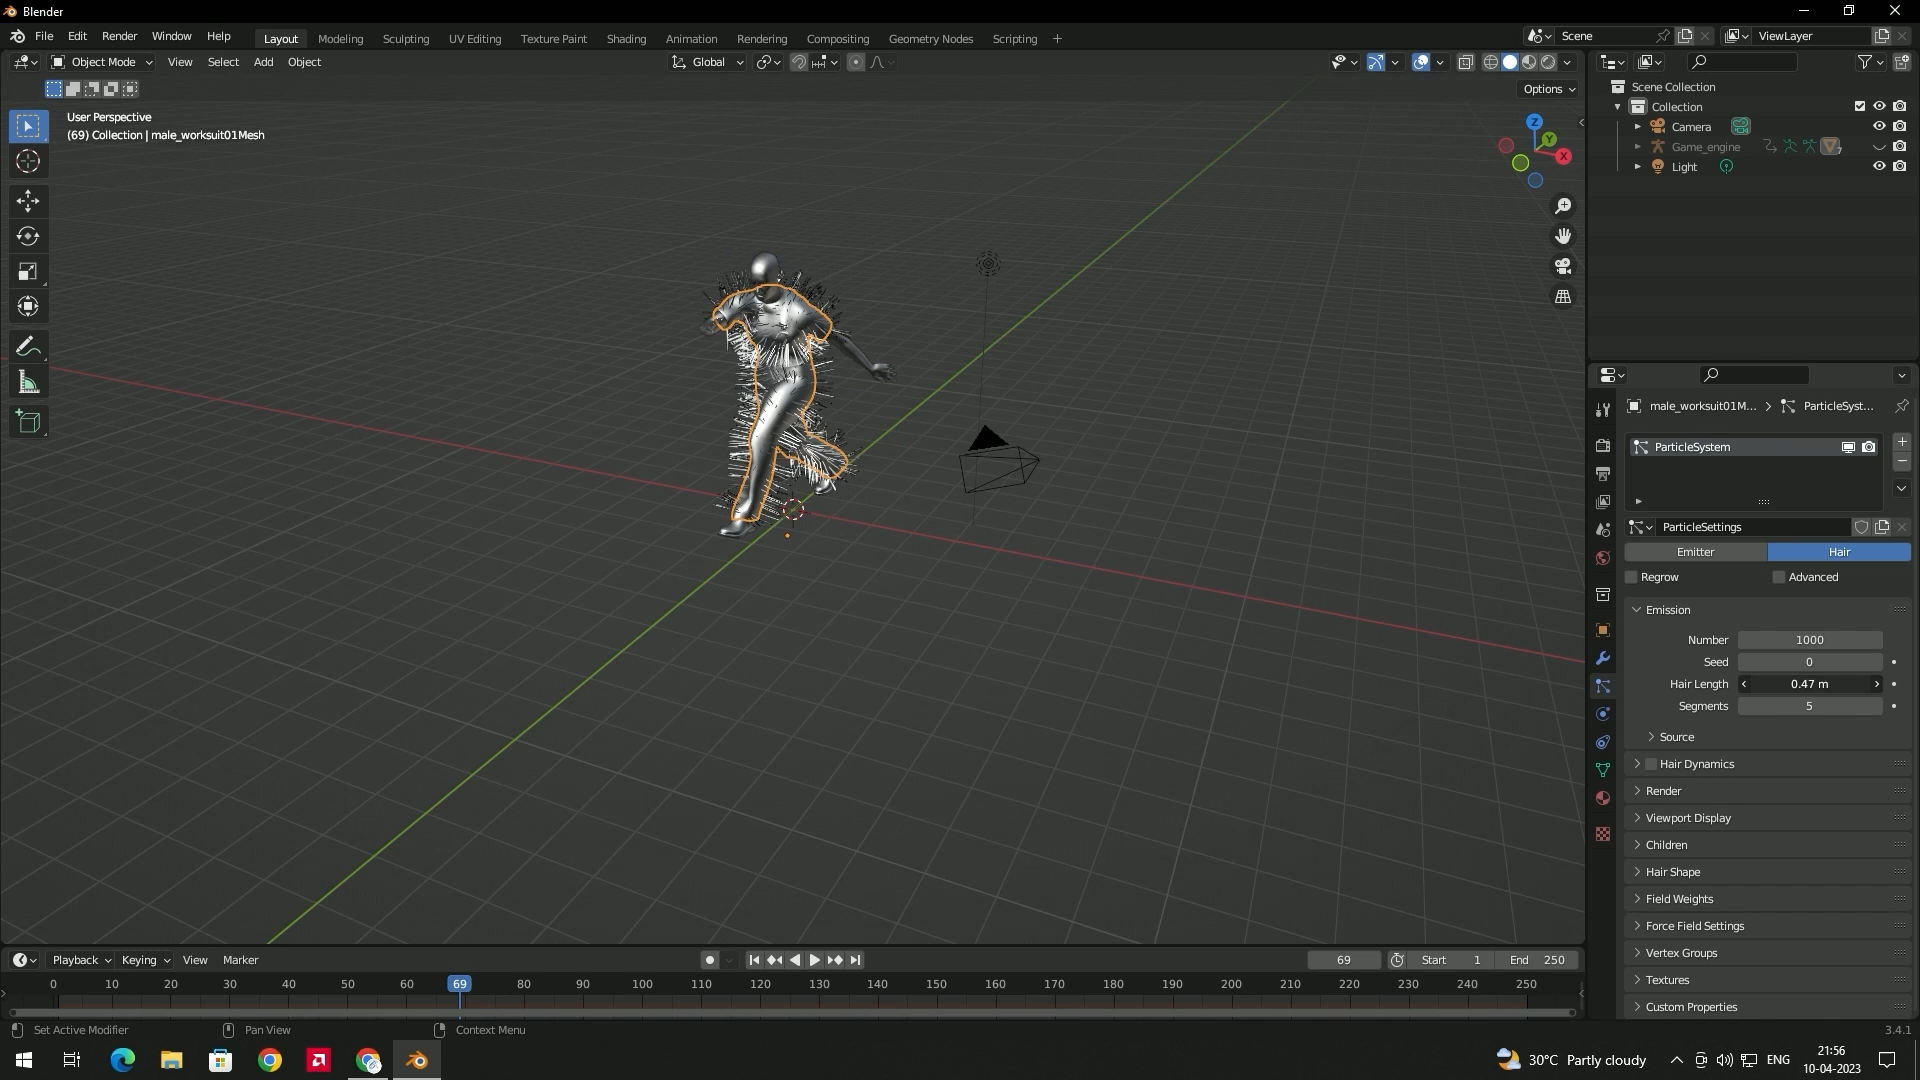 Blender
File Edit Render Window Help
Layout Modeling Sculpting UV Editing Texture Paint Shading Animation Rendering Compositing Geometry Nodes Scripting +
Scene
ViewLayer
Object Mode View Select Add Object
Global
Options
User Perspective
(69) Collection | male_worksuit01Mesh
Z
Y
X
Scene Collection
Collection
Camera
Game_engine
7
Light
male_worksuit01M... > ParticleSyst...
ParticleSystem
ParticleSettings
Emitter Hair
Regrow Advanced
Emission
Number 1000
Seed 0
Hair Length 0.47 m
Segments 5
Source
Hair Dynamics
Render
Viewport Display
Children
Hair Shape
Field Weights
Force Field Settings
Vertex Groups
Textures
Custom Properties
Playback Keying View Marker
69 Start 1 End 250
0 10 20 30 40 50 60 69 80 90 100 110 120 130 140 150 160 170 180 190 200 210 220 230 240 250
Set Active Modifier Pan View Context Menu
3.4.1
30°C Partly cloudy
ENG
21:56
10-04-2023